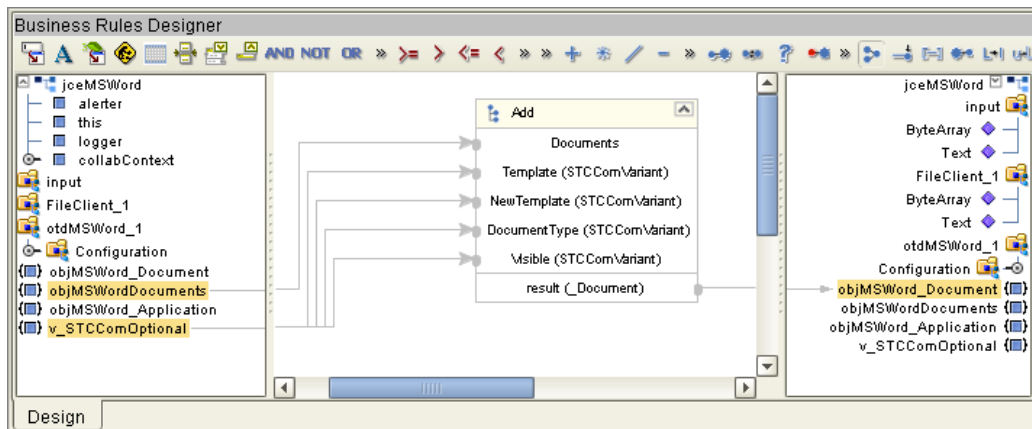 Business Rules Designer
A AND NOT OR » >= > <= < » » + * / − » ? »
jceMSWord
alerter
this
logger
collabContext
input
FileClient_1
otdMSWord_1
Configuration
objMSWord_Document
objMSWordDocuments
objMSWord_Application
v_STCComOptional
Add
Documents
Template (STCComVariant)
NewTemplate (STCComVariant)
DocumentType (STCComVariant)
Visible (STCComVariant)
result (_Document)
jceMSWord
input
ByteArray
Text
FileClient_1
ByteArray
Text
otdMSWord_1
Configuration
objMSWord_Document
objMSWordDocuments
objMSWord_Application
v_STCComOptional
Design